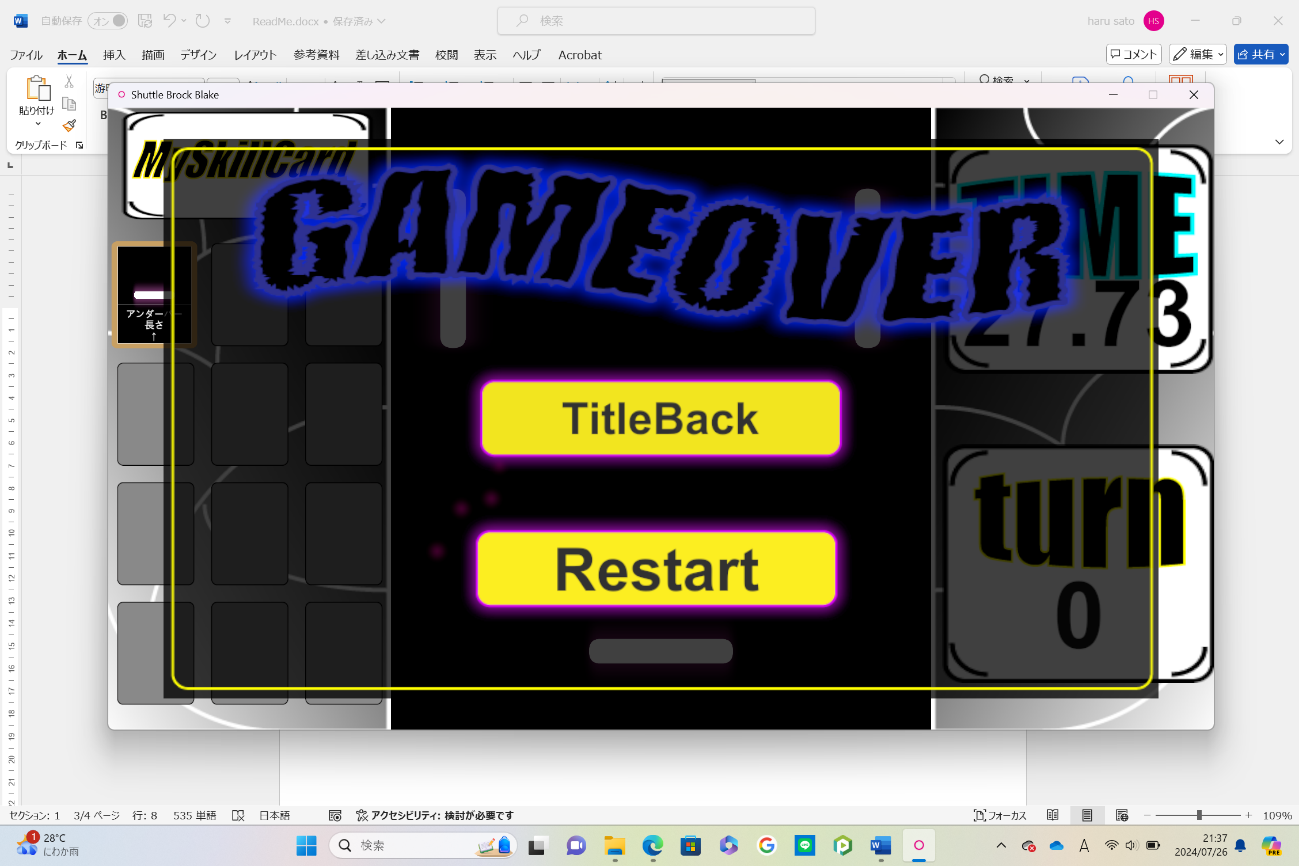 自動保存 オン ReadMe.docx • 保存済み 検索 haru sato HS
ファイル ホーム 挿入 描画 デザイン レイアウト 参考資料 差し込み文書 校閲 表示 ヘルプ Acrobat コメント 編集 共有
貼り付け
クリップボード
B
検索
Shuttle Brock Blake
MySkillCard
GAMEOVER
TIME
27.73
アンダーバー
長さ
↑
TitleBack
turn
0
Restart
セクション: 1 3/4 ページ 行: 8 535 単語 日本語 アクセシビリティ: 検討が必要です フォーカス 109%
1 28°C
にわか雨
検索
A
21:37
2024/07/26
PRE